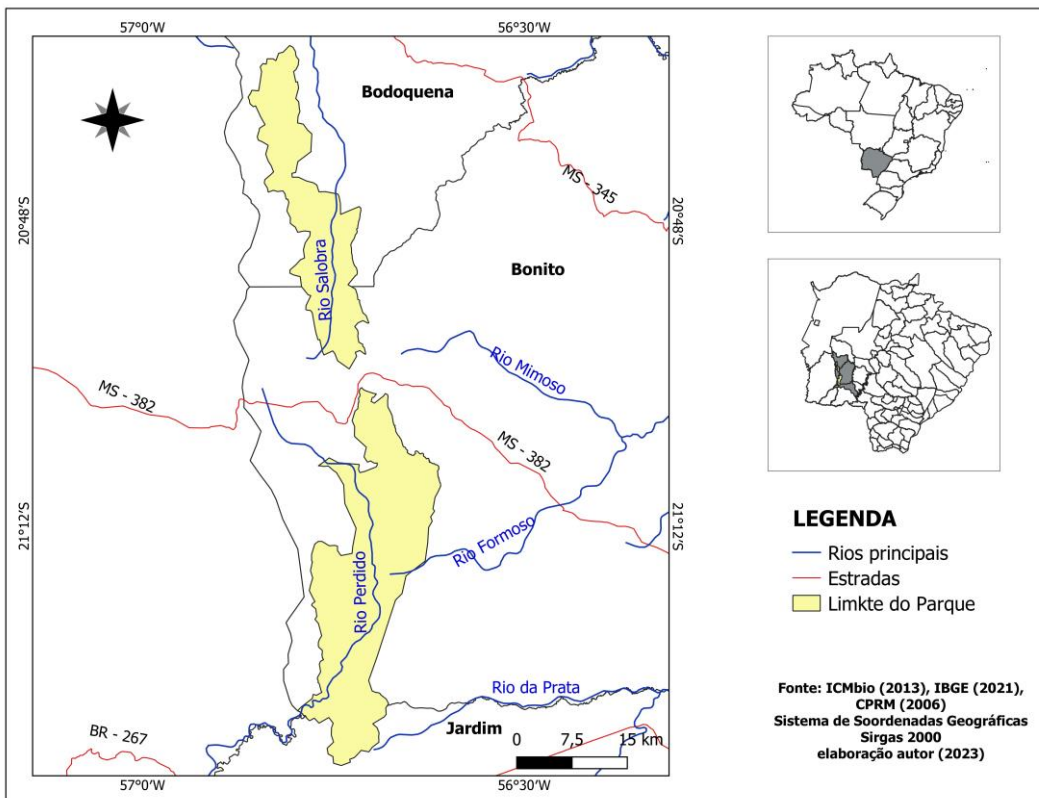 57°0'W
56°30'W
Bodoquena
MS - 345
20°48'S
20°48'S
Bonito
Rio Salobra
Rio Mimoso
MS - 382
MS - 382
21°12'S
21°12'S
Rio Formoso
Rio Perdido
Rio da Prata
Jardim
BR - 267
0 7,5 15 km
57°0'W
56°30'W
LEGENDA
Rios principais
Estradas
Limkte do Parque
Fonte: ICMbio (2013), IBGE (2021),
CPRM (2006)
Sistema de Soordenadas Geográficas
Sirgas 2000
elaboração autor (2023)